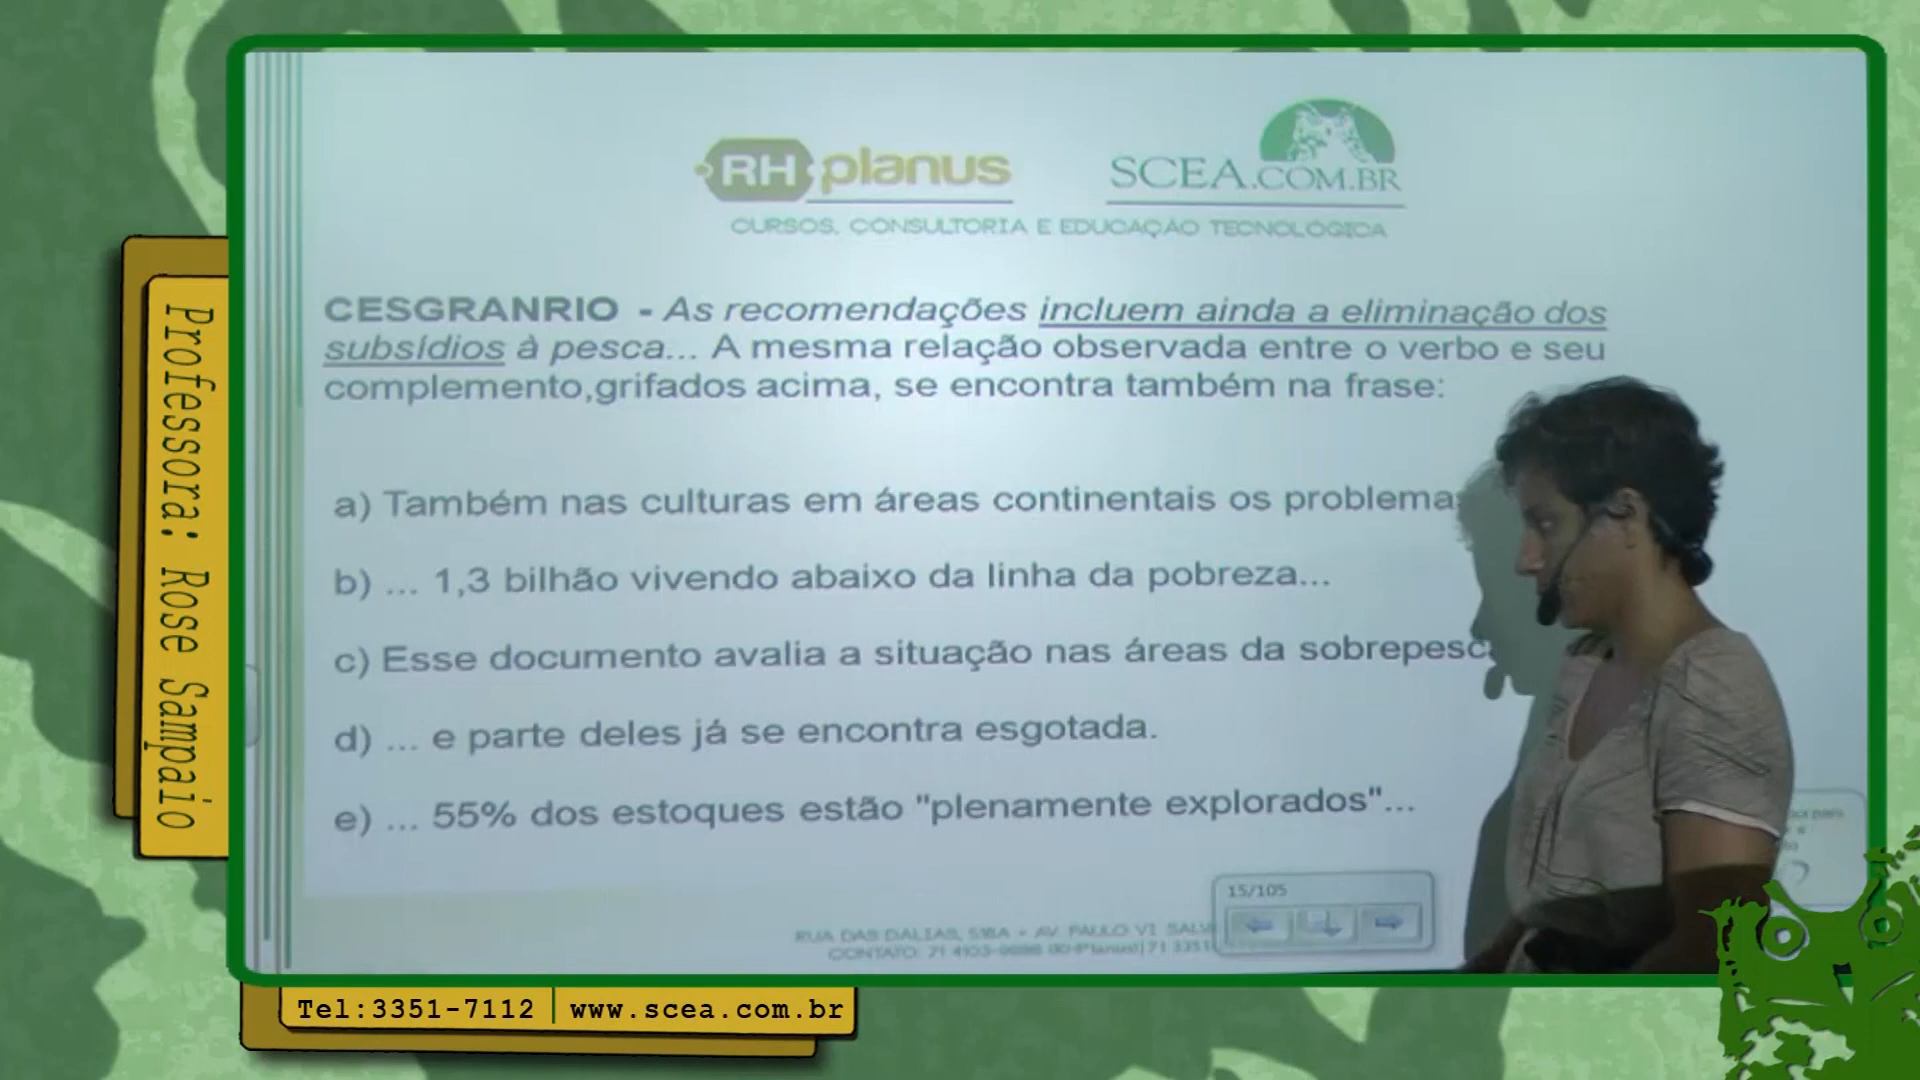 RH planus
SCEA.COM.BR
CURSOS, CONSULTORIA E EDUCAÇÃO TECNOLÓGICA
CESGRANRIO - As recomendações incluem ainda a eliminação dos
subsídios à pesca... A mesma relação observada entre o verbo e seu
complemento,grifados acima, se encontra também na frase:
a) Também nas culturas em áreas continentais os problemas
b) ... 1,3 bilhão vivendo abaixo da linha da pobreza...
c) Esse documento avalia a situação nas áreas da sobrepesca
d) ... e parte deles já se encontra esgotada.
e) ... 55% dos estoques estão "plenamente explorados"...
15/105
RUA DAS DALIAS, AV. PAULO VI
CONTATO: 71
Professora: Rose Sampaio
Tel:3351-7112 www.scea.com.br